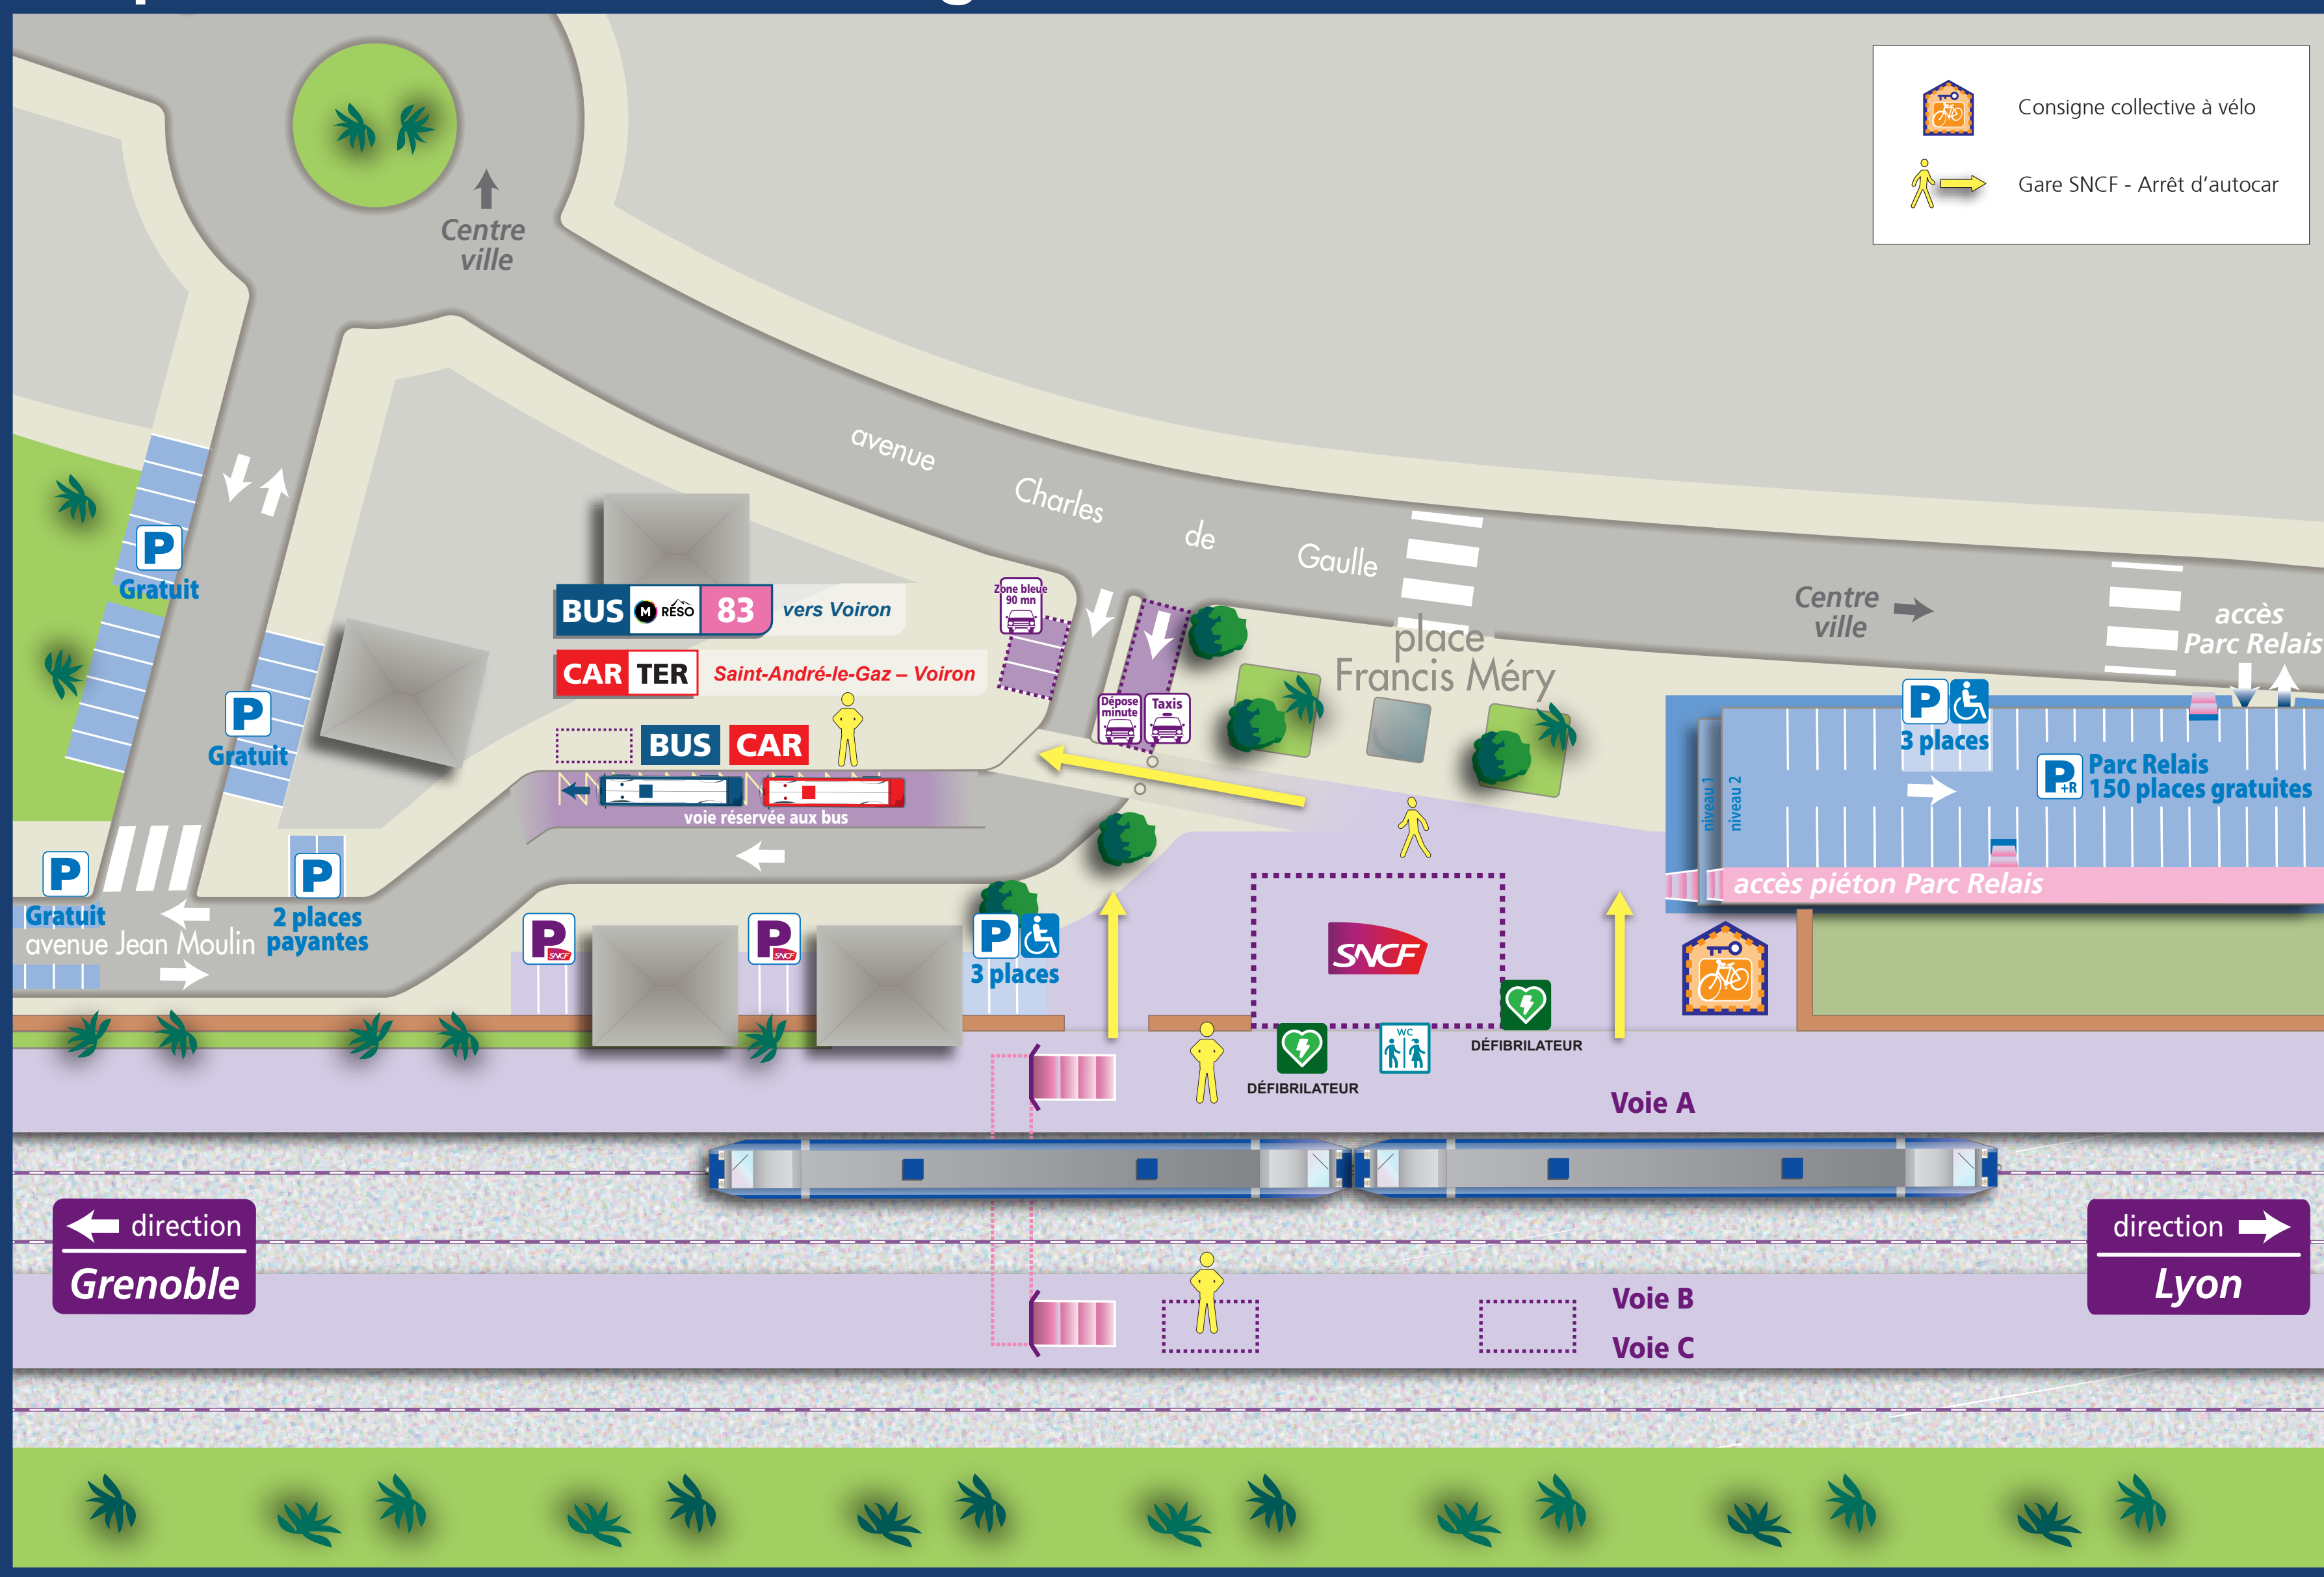 Consigne collective à vélo
Gare SNCF - Arrêt d'autocar
Centre
ville
avenue Charles de Gaulle
P
Gratuit
P
Gratuit
P
Gratuit
BUS M RÉSO 83 vers Voiron
CAR TER Saint-André-le-Gaz – Voiron
BUS CAR
voie réservée aux bus
Zone bleue
90 mn
Dépose
minute
Taxis
place
Francis Méry
Centre
ville
accès
Parc Relais
P
3 places
niveau 1
niveau 2
P+R
Parc Relais
150 places gratuites
accès piéton Parc Relais
P
2 places
payantes
avenue Jean Moulin
P SNCF
P SNCF
P
3 places
SNCF
DÉFIBRILATEUR
WC
DÉFIBRILATEUR
Voie A
direction
Grenoble
direction
Lyon
Voie B
Voie C